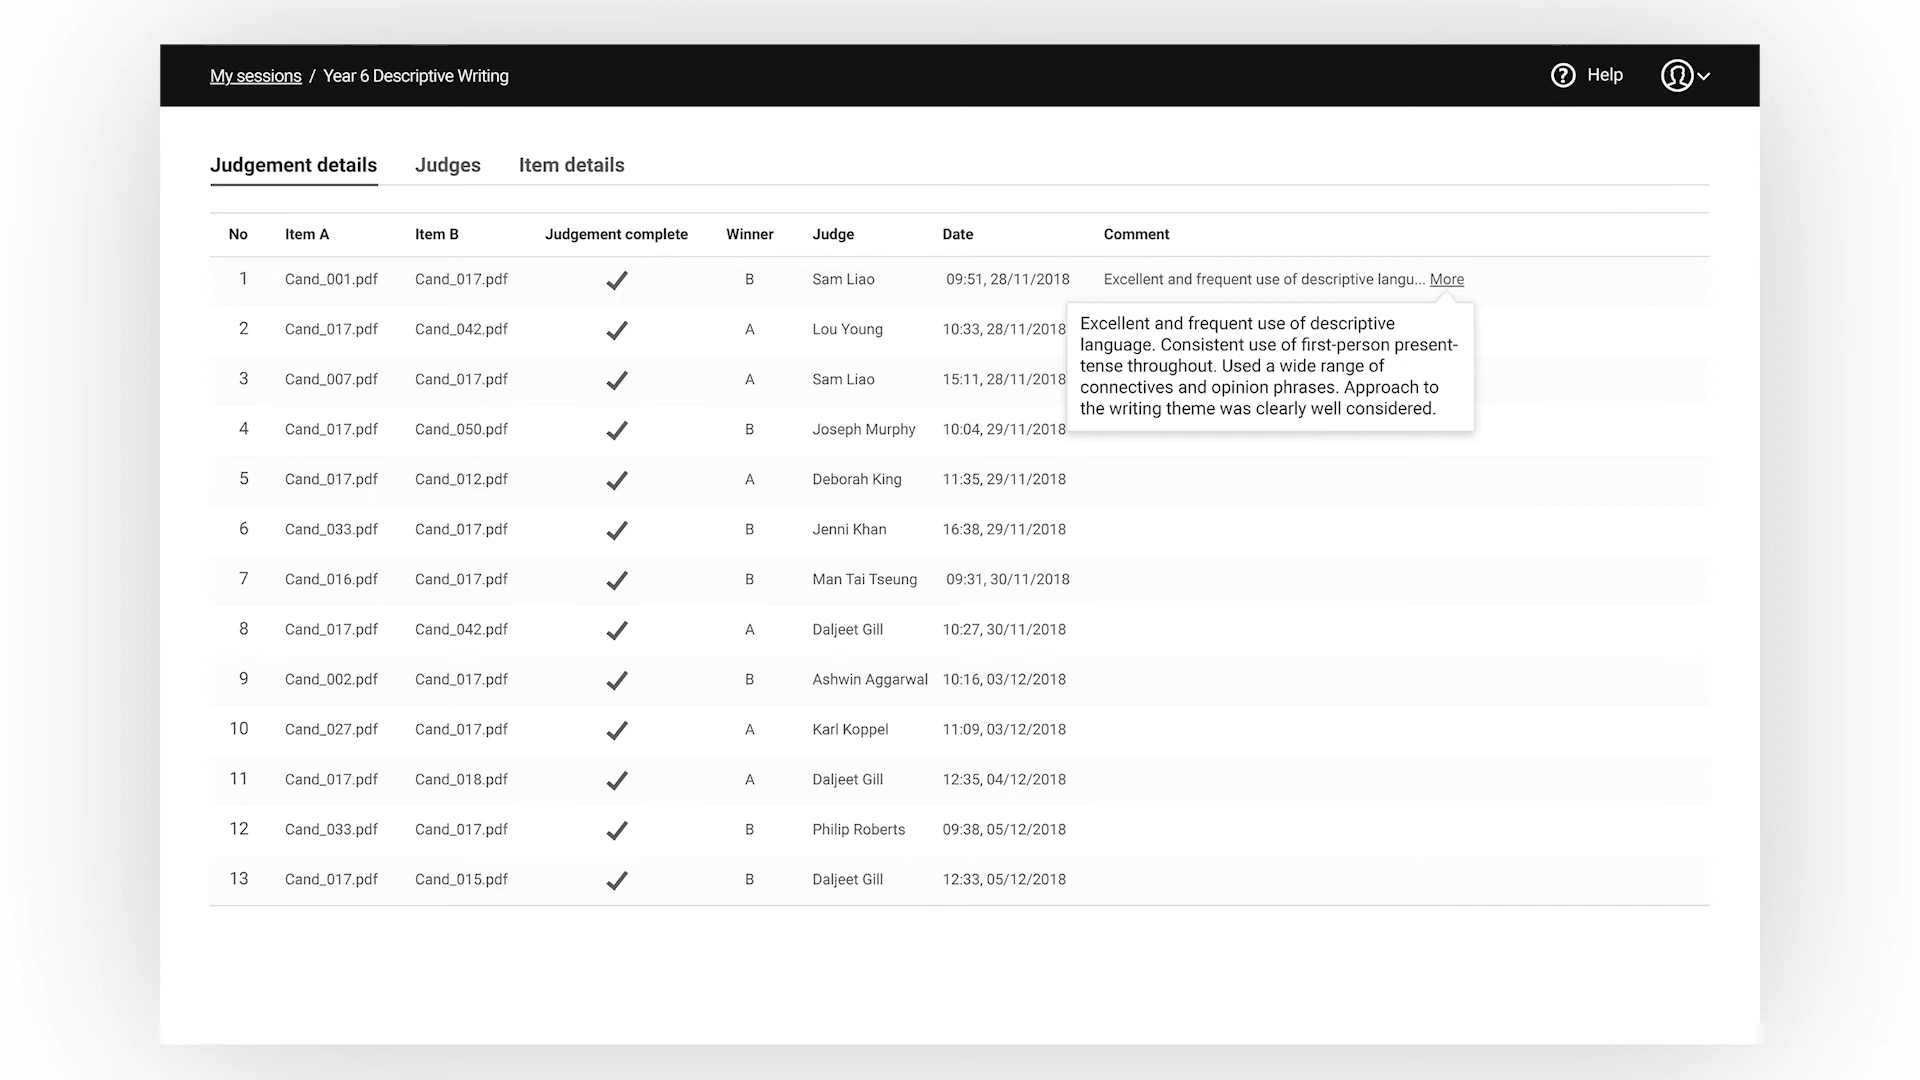 My sessions / Year 6 Descriptive Writing Help
Judgement details Judges Item details
No Item A Item B Judgement complete Winner Judge Date Comment
1 Cand_001.pdf Cand_017.pdf B Sam Liao 09:51, 28/11/2018 Excellent and frequent use of descriptive langu... More
2 Cand_017.pdf Cand_042.pdf A Lou Young 10:33, 28/11/2018
3 Cand_007.pdf Cand_017.pdf A Sam Liao 15:11, 28/11/2018
4 Cand_017.pdf Cand_050.pdf B Joseph Murphy 10:04, 29/11/2018
Excellent and frequent use of descriptive
language. Consistent use of first-person present-
tense throughout. Used a wide range of
connectives and opinion phrases. Approach to
the writing theme was clearly well considered.
5 Cand_017.pdf Cand_012.pdf A Deborah King 11:35, 29/11/2018
6 Cand_033.pdf Cand_017.pdf B Jenni Khan 16:38, 29/11/2018
7 Cand_016.pdf Cand_017.pdf B Man Tai Tseung 09:31, 30/11/2018
8 Cand_017.pdf Cand_042.pdf A Daljeet Gill 10:27, 30/11/2018
9 Cand_002.pdf Cand_017.pdf B Ashwin Aggarwal 10:16, 03/12/2018
10 Cand_027.pdf Cand_017.pdf A Karl Koppel 11:09, 03/12/2018
11 Cand_017.pdf Cand_018.pdf A Daljeet Gill 12:35, 04/12/2018
12 Cand_033.pdf Cand_017.pdf B Philip Roberts 09:38, 05/12/2018
13 Cand_017.pdf Cand_015.pdf B Daljeet Gill 12:33, 05/12/2018